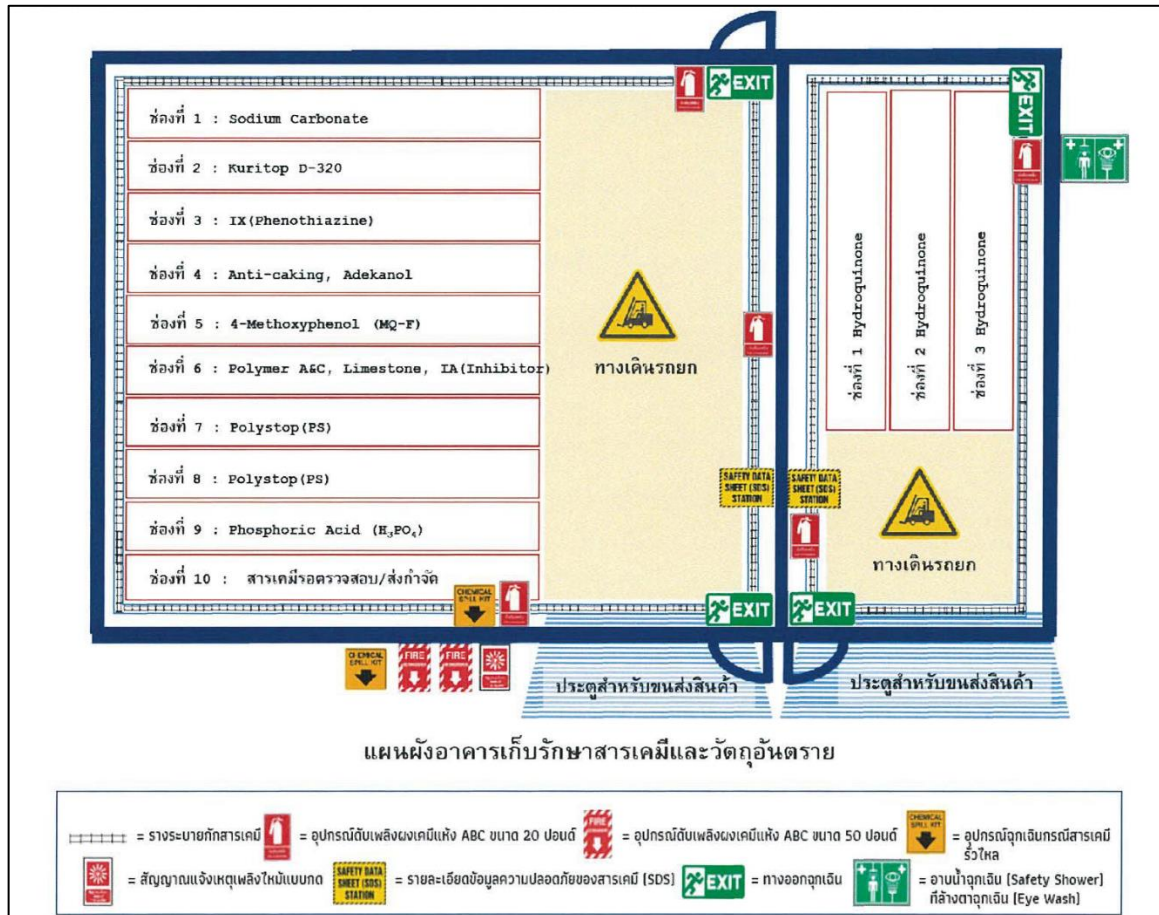 EXIT
EXIT
ช่องที่ 1 : Sodium Carbonate
ช่องที่ 2 : Kuritop D-320
ช่องที่ 3 : IX(Phenothiazine)
ช่องที่ 4 : Anti-caking, Adekanol
ช่องที่ 5 : 4-Methoxyphenol (MQ-F)
ช่องที่ 6 : Polymer A&C, Limestone, IA(Inhibitor)
ช่องที่ 7 : Polystop(PS)
ช่องที่ 8 : Polystop(PS)
ช่องที่ 9 : Phosphoric Acid (H₃PO₄)
ช่องที่ 10 : สารเคมีรอตรวจสอบ/ส่งกำจัด
ทางเดินรถยก
ช่องที่ 1 Hydroquinone
ช่องที่ 2 Hydroquinone
ช่องที่ 3 Hydroquinone
SAFETY DATA
SHEET (SDS)
STATION
SAFETY DATA
SHEET (SDS)
STATION
ทางเดินรถยก
CHEMICAL
SPILL KIT
EXIT
EXIT
CHEMICAL
SPILL KIT
FIRE
FIRE
ประตูสำหรับขนส่งสินค้า
ประตูสำหรับขนส่งสินค้า
แผนผังอาคารเก็บรักษาสารเคมีและวัตถุอันตราย
= รางระบายกักสารเคมี
= อุปกรณ์ดับเพลิงผงเคมีแห้ง ABC ขนาด 20 ปอนด์
FIRE
= อุปกรณ์ดับเพลิงผงเคมีแห้ง ABC ขนาด 50 ปอนด์
CHEMICAL
SPILL KIT
= อุปกรณ์ฉุกเฉินกรณีสารเคมี
รั่วไหล
= สัญญาณแจ้งเหตุเพลิงไหม้แบบกด
SAFETY DATA
SHEET (SDS)
STATION
= รายละเอียดข้อมูลความปลอดภัยของสารเคมี (SDS)
EXIT
= ทางออกฉุกเฉิน
= อาบน้ำฉุกเฉิน (Safety Shower)
ที่ล้างตาฉุกเฉิน (Eye Wash)